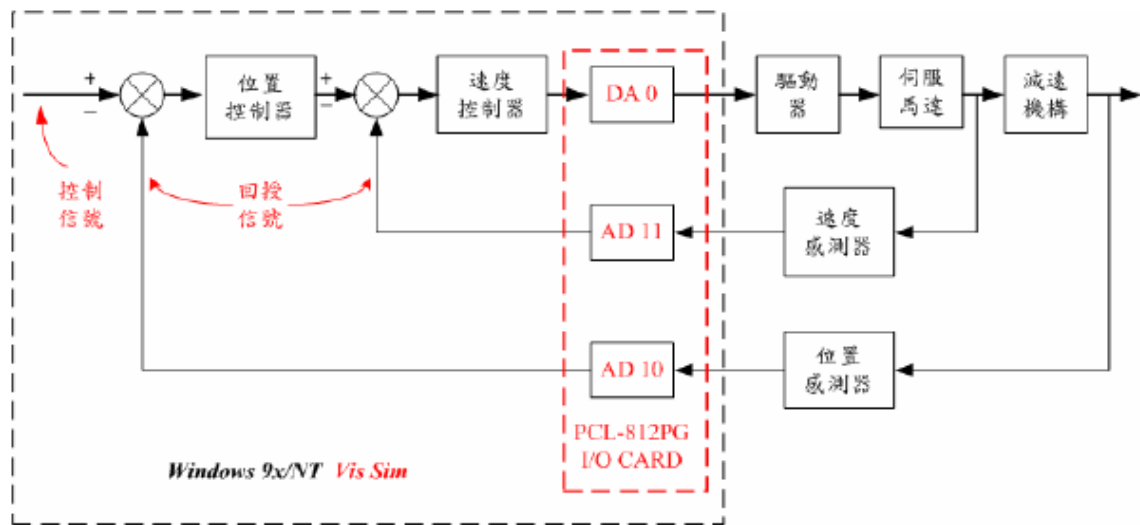 +
−
位置
控制器
+
−
速度
控制器
DA 0
驅動
器
伺服
馬達
減速
機構
控制
信號
回授
信號
AD 11
速度
感測器
AD 10
位置
感測器
PCL-812PG
I/O CARD
Windows 9x/NT Vis Sim